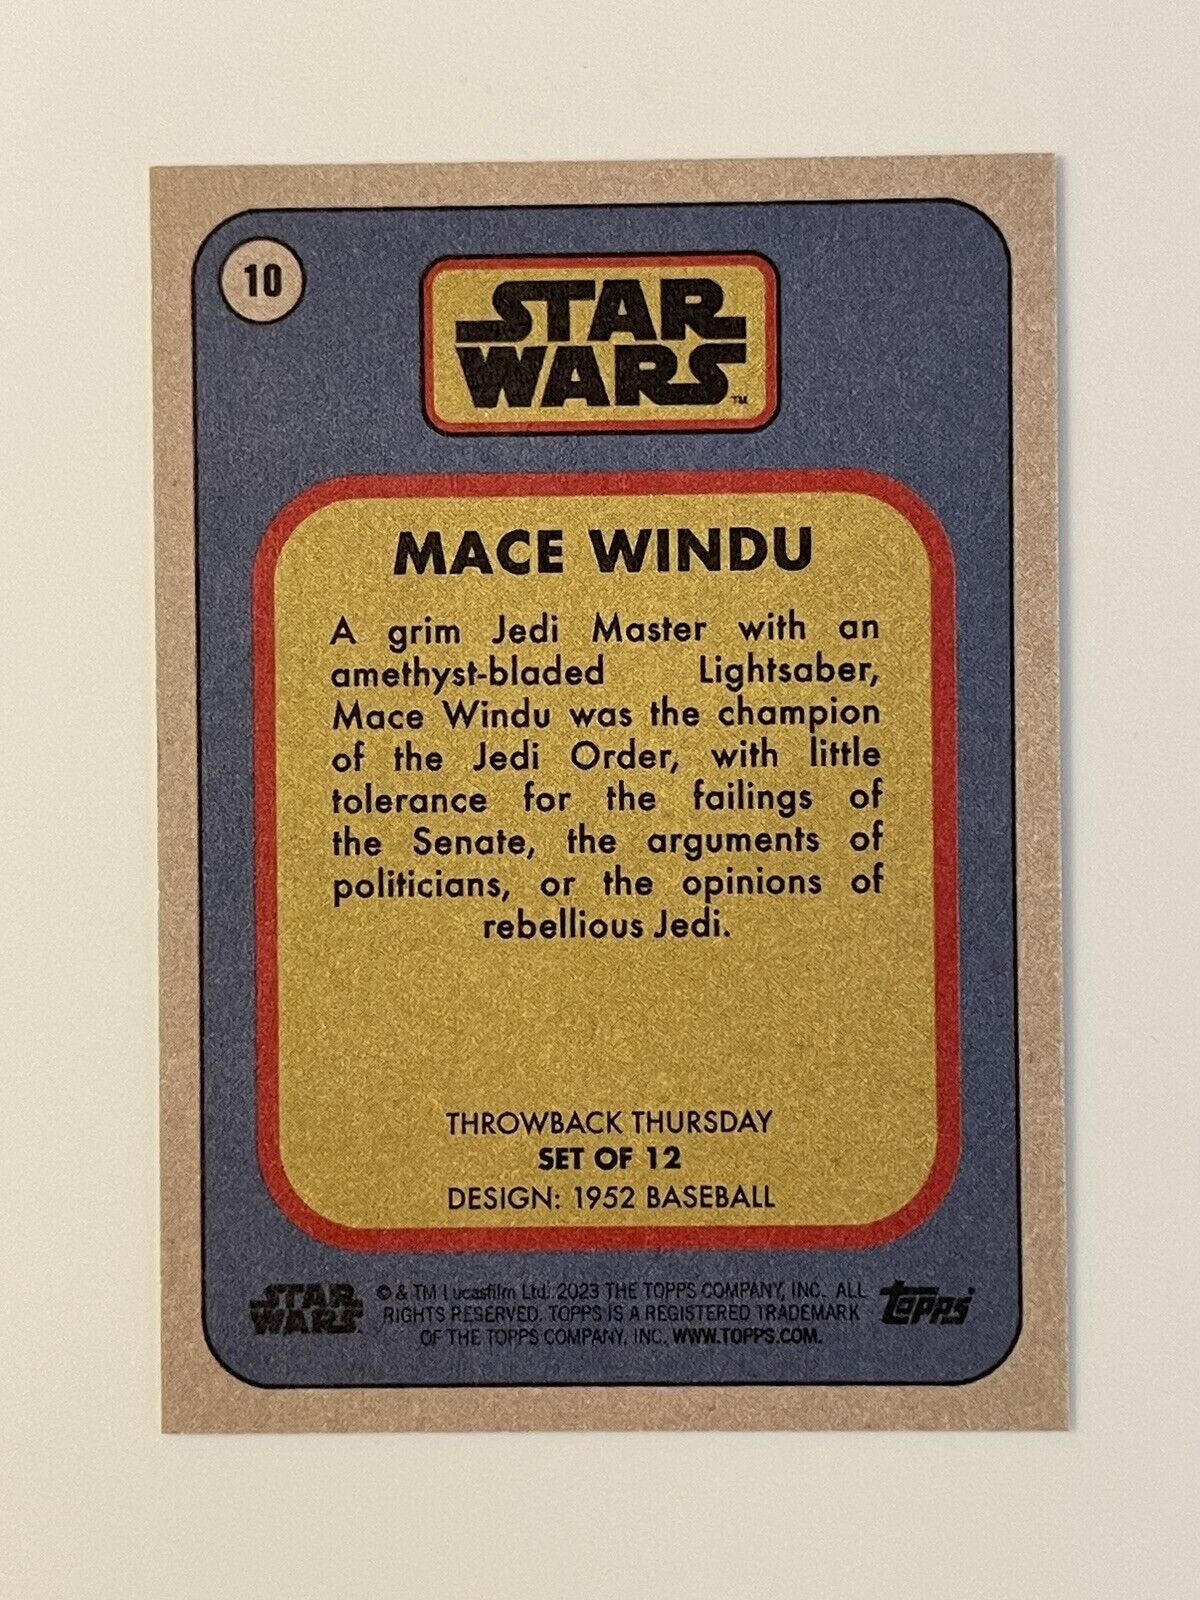 10
STAR
WARS™
MACE WINDU
A grim Jedi Master with an
amethyst-bladed Lightsaber,
Mace Windu was the champion
of the Jedi Order, with little
tolerance for the failings of
the Senate, the arguments of
politicians, or the opinions of
rebellious Jedi.
THROWBACK THURSDAY
SET OF 12
DESIGN: 1952 BASEBALL
STAR
WARS
© & TM Lucasfilm Ltd. 2023 THE TOPPS COMPANY, INC. ALL
RIGHTS RESERVED. TOPPS IS A REGISTERED TRADEMARK
OF THE TOPPS COMPANY, INC. WWW.TOPPS.COM.
topps